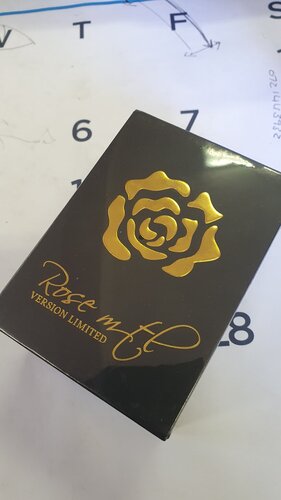 W T F S
6 7
Rose mtl
VERSION LIMITED
28